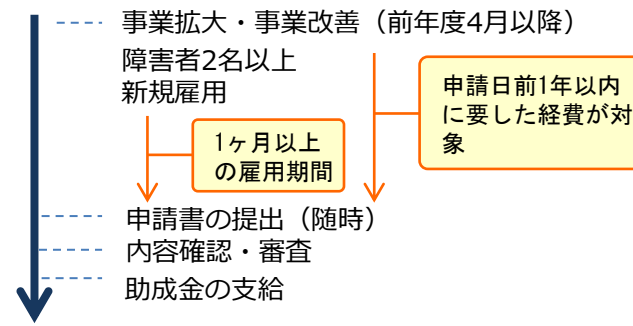 事業拡大・事業改善（前年度4月以降）
障害者2名以上
新規雇用
申請日前1年以内
に要した経費が対
象
1ヶ月以上
の雇用期間
申請書の提出（随時）
内容確認・審査
助成金の支給